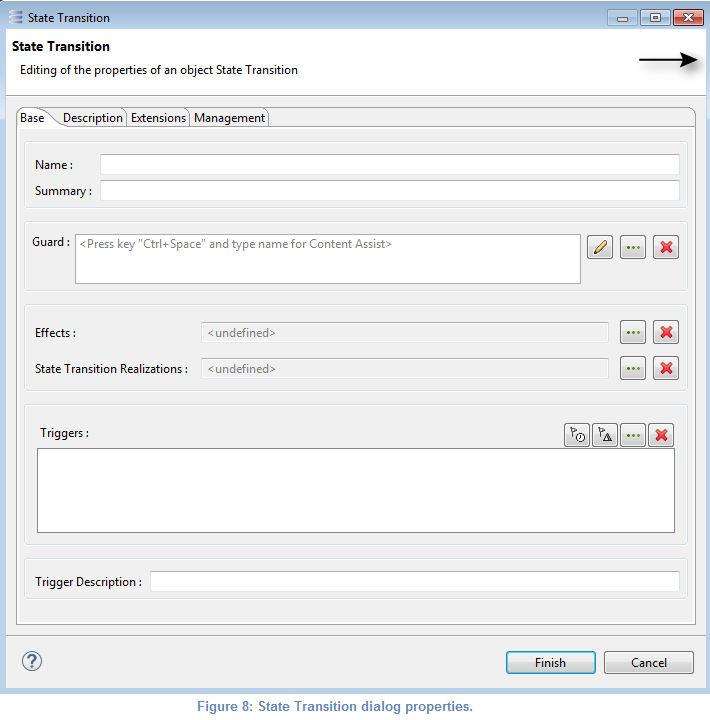 State Transition
State Transition
Editing of the properties of an object State Transition
Base Description Extensions Management
Name :
Summary :
Guard : <Press key "Ctrl+Space" and type name for Content Assist>
Effects : <undefined>
State Transition Realizations : <undefined>
Triggers :
Trigger Description :
? Finish Cancel
Figure 8: State Transition dialog properties.